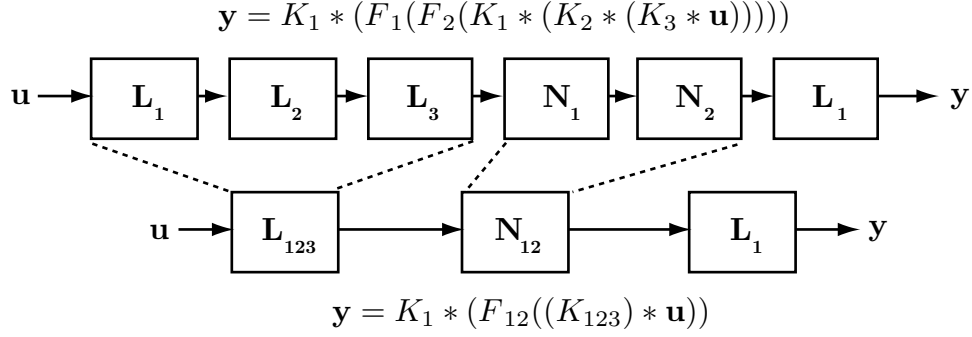 y = K₁ ∗ (F₁(F₂(K₁ ∗ (K₂ ∗ (K₃ ∗ u)))))
u L₁ L₂ L₃ N₁ N₂ L₁ y
u L₁₂₃ N₁₂ L₁ y
y = K₁ ∗ (F₁₂((K₁₂₃) ∗ u))